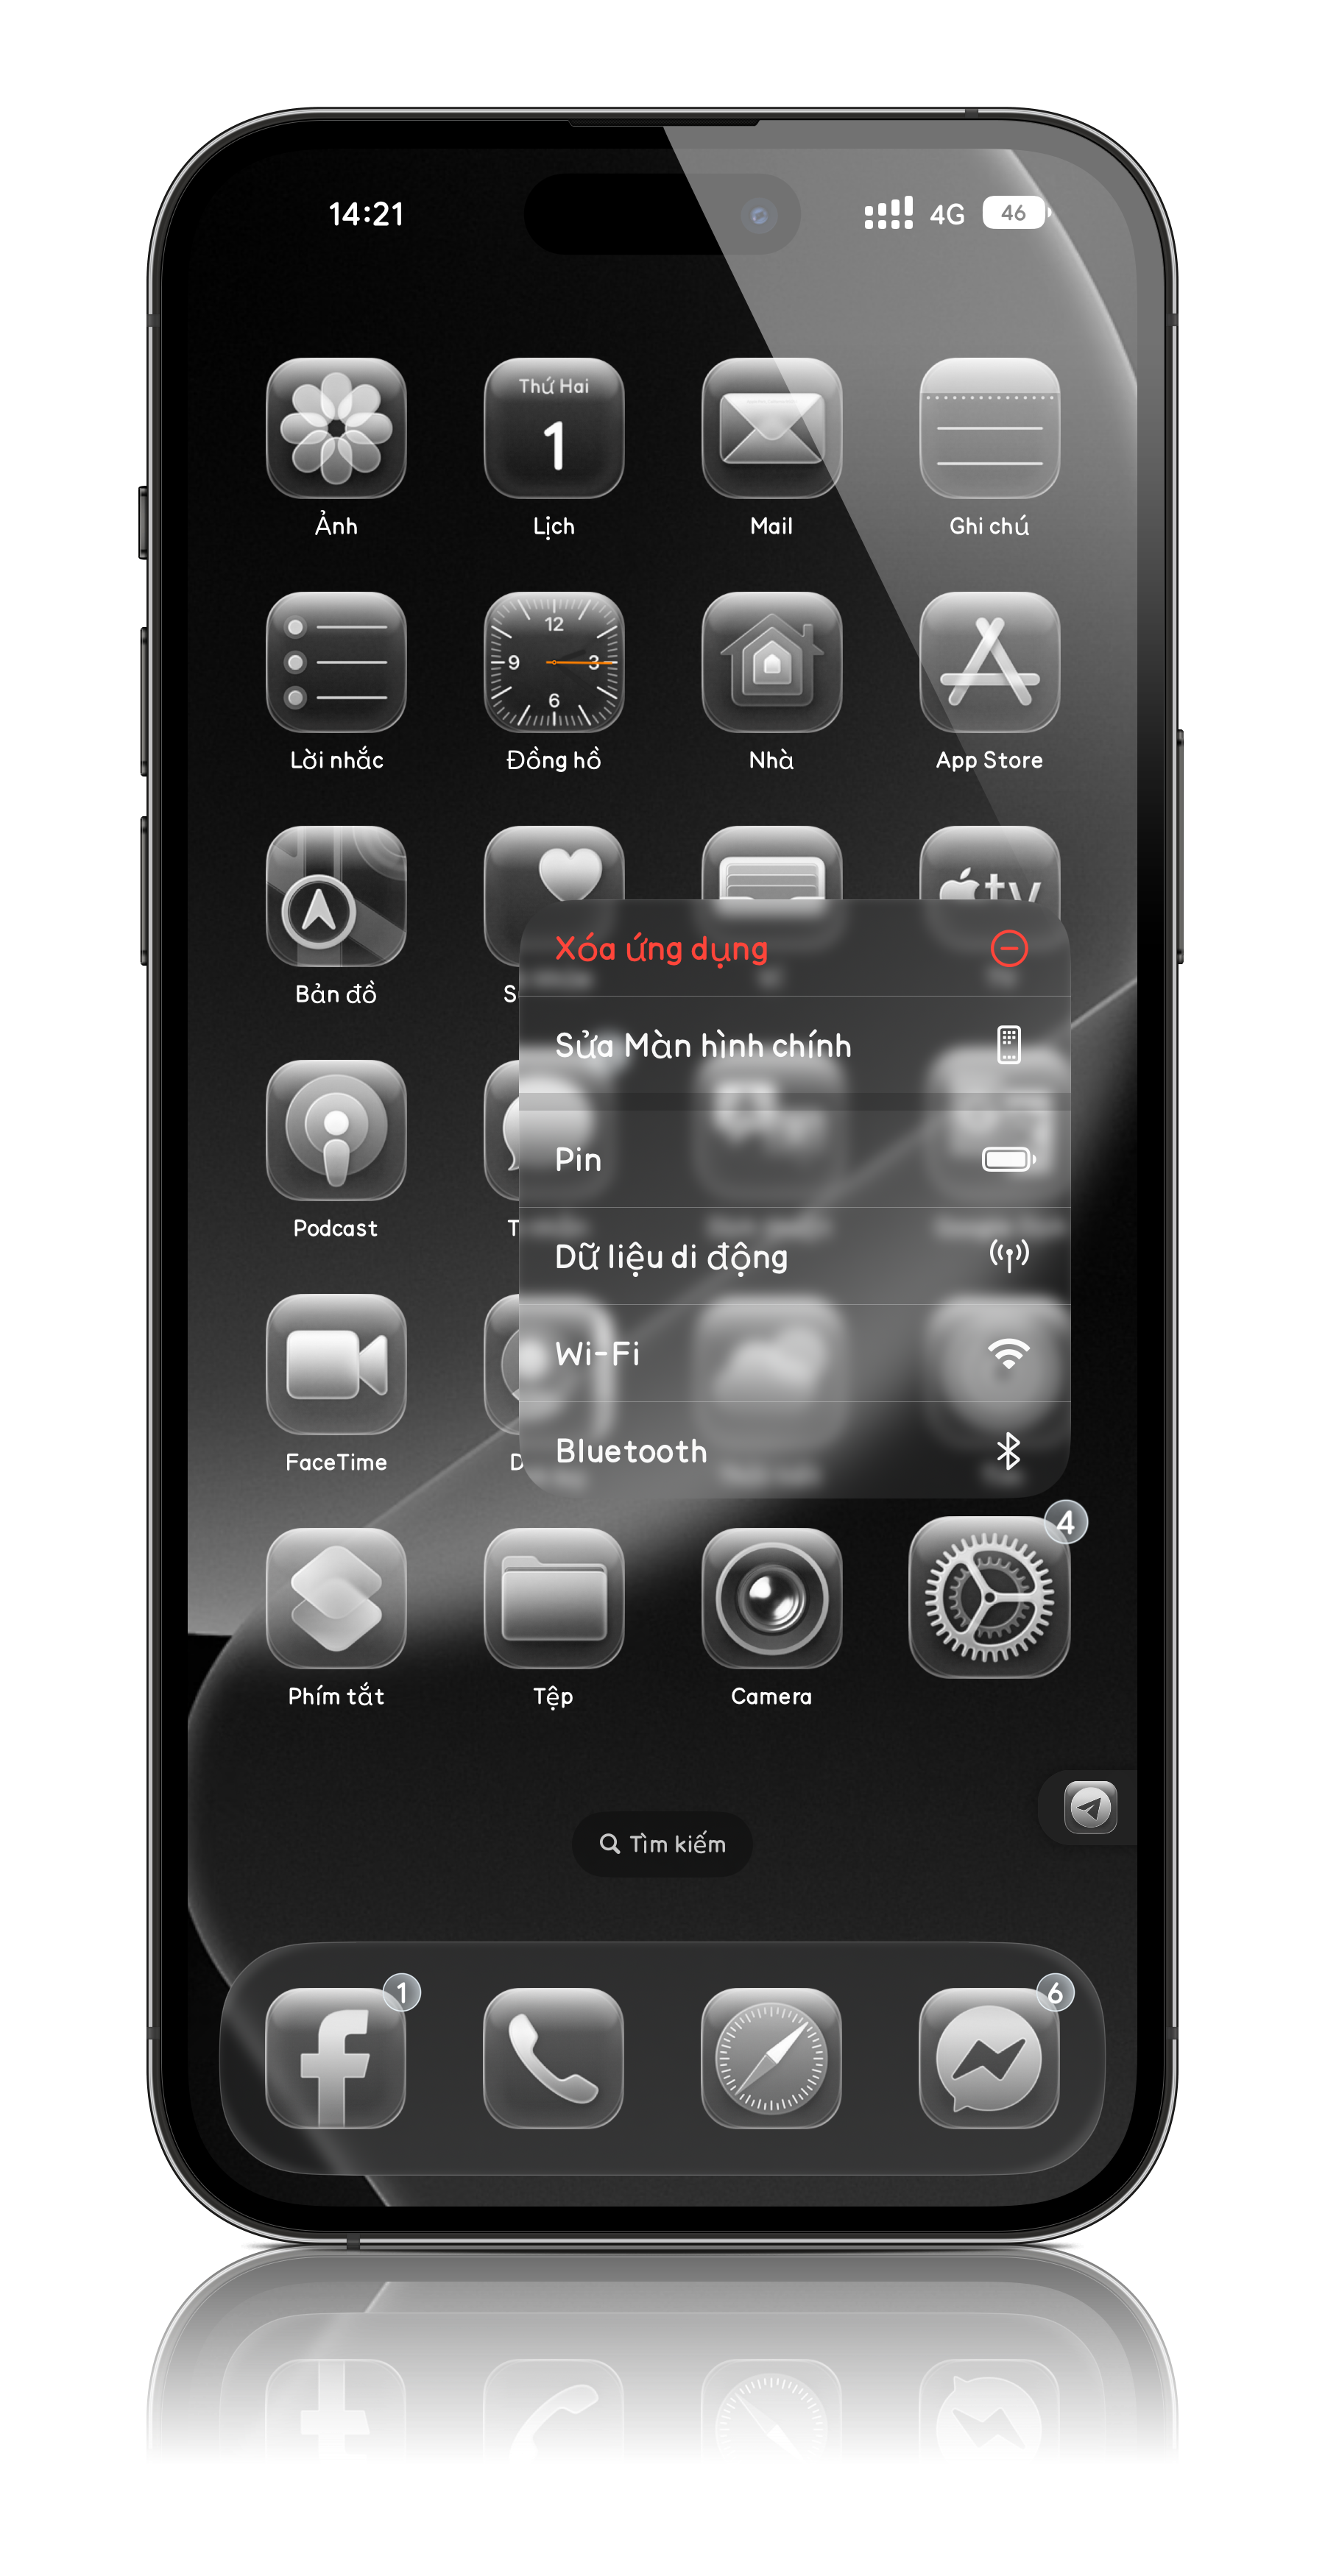 14:21
4G 46
Thứ Hai
1
Ảnh Lịch Mail Ghi chú
12
9 3
6
Lời nhắc Đồng hồ Nhà App Store
tv
Xóa ứng dụng
Bản đồ
Sửa Màn hình chính
Pin
Podcast
Dữ liệu di động
Wi-Fi
Bluetooth
FaceTime
4
Phím tắt Tệp Camera
Tìm kiếm
1 6